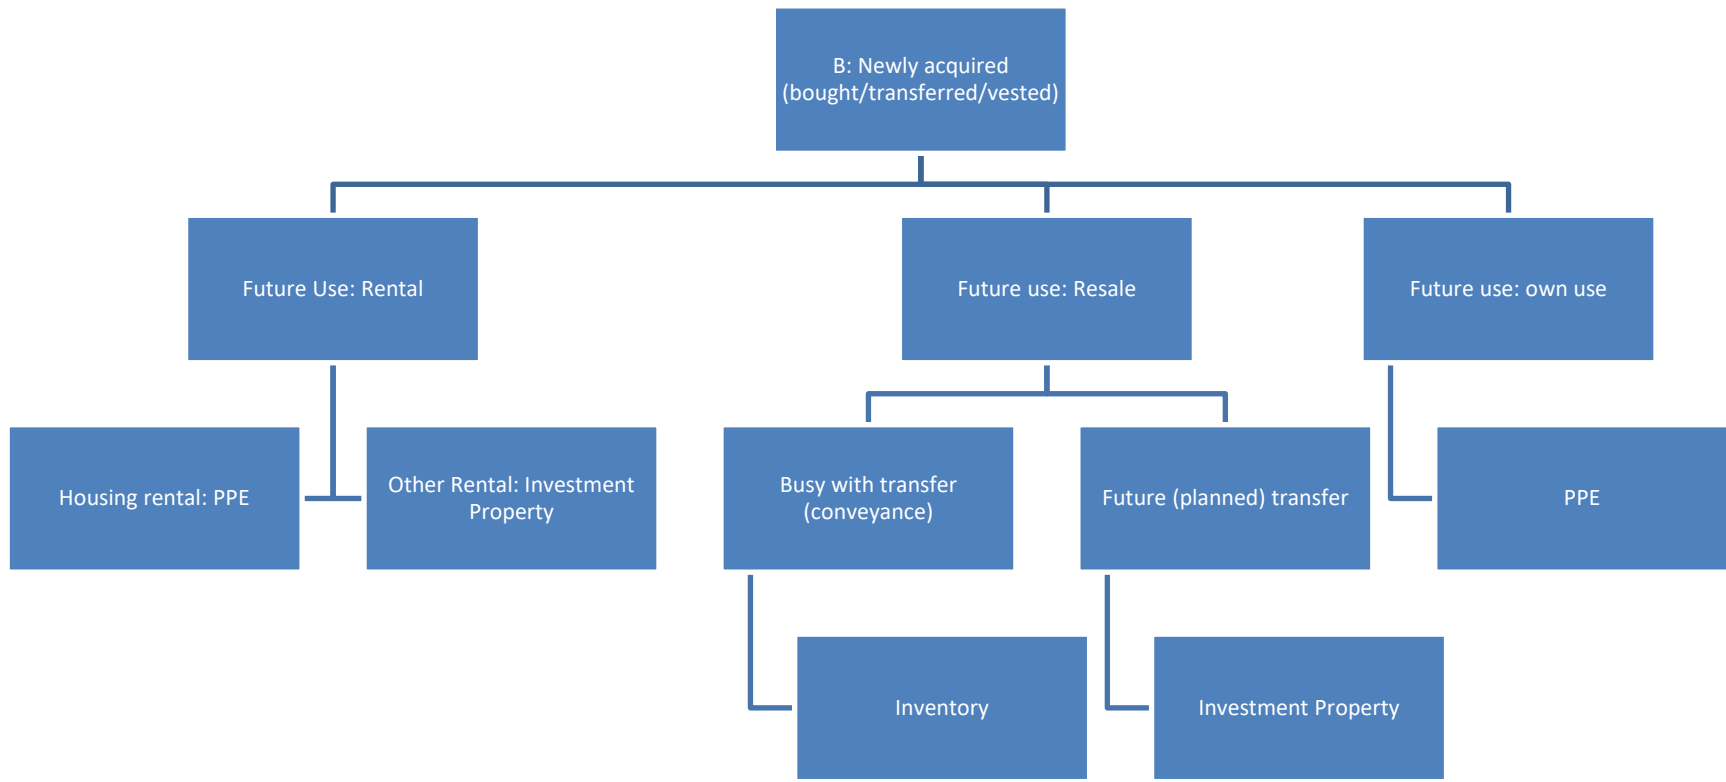 B: Newly acquired
(bought/transferred/vested)
Future Use: Rental
Future use: Resale
Future use: own use
Housing rental: PPE
Other Rental: Investment
Property
Busy with transfer
(conveyance)
Future (planned) transfer
PPE
Inventory
Investment Property